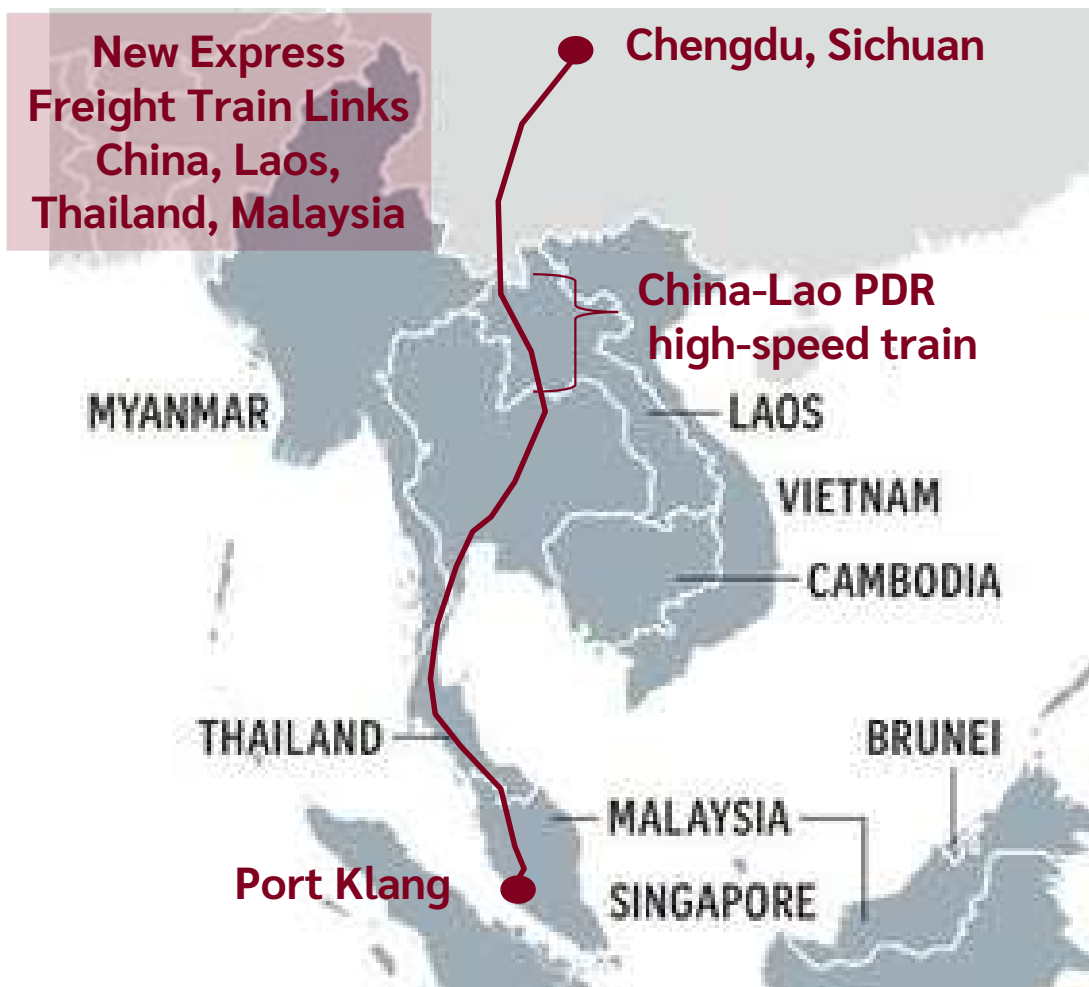 New Express
Freight Train Links
China, Laos,
Thailand, Malaysia
Chengdu, Sichuan
China-Lao PDR
high-speed train
MYANMAR
LAOS
VIETNAM
CAMBODIA
THAILAND
BRUNEI
MALAYSIA
Port Klang
SINGAPORE